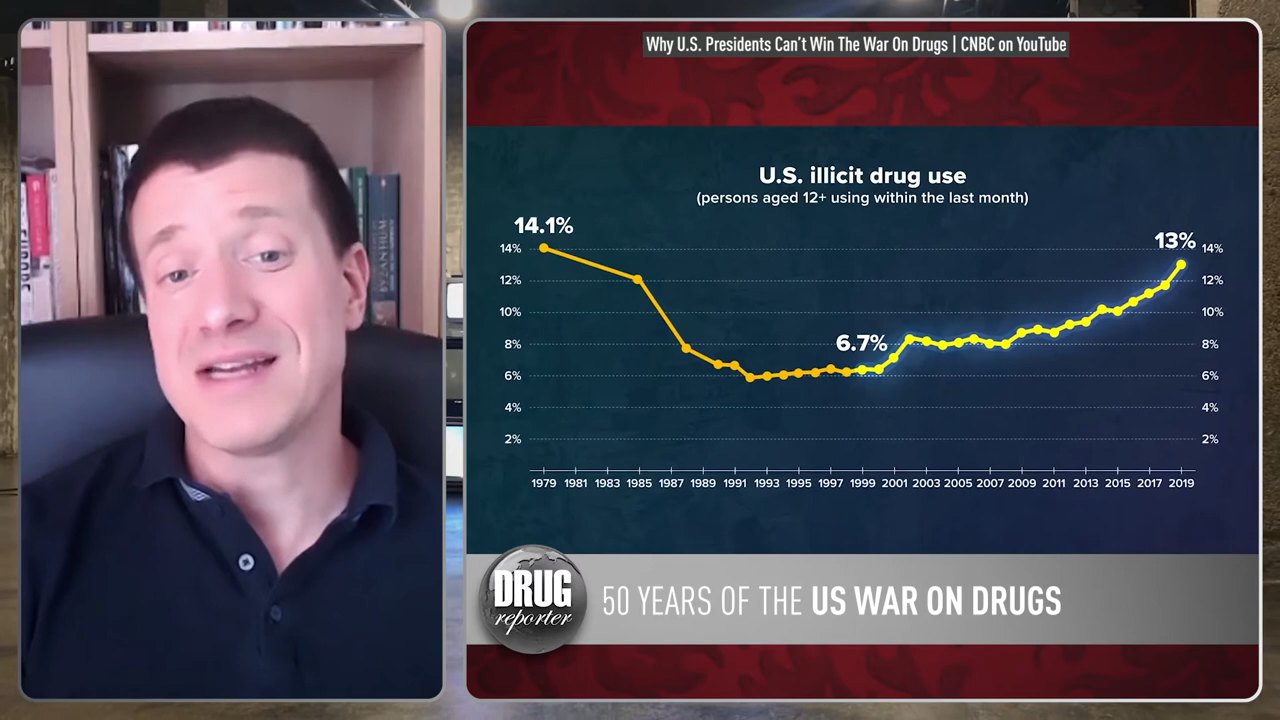 Why U.S. Presidents Can't Win The War On Drugs | CNBC on YouTube
U.S. illicit drug use
(persons aged 12+ using within the last month)
14.1%
13%
6.7%
14%
12%
10%
8%
6%
4%
2%
14%
12%
10%
8%
6%
4%
2%
1979 1981 1983 1985 1987 1989 1991 1993 1995 1997 1999 2001 2003 2005 2007 2009 2011 2013 2015 2017 2019
DRUG
reporter
50 YEARS OF THE US WAR ON DRUGS
BYZANTIUM